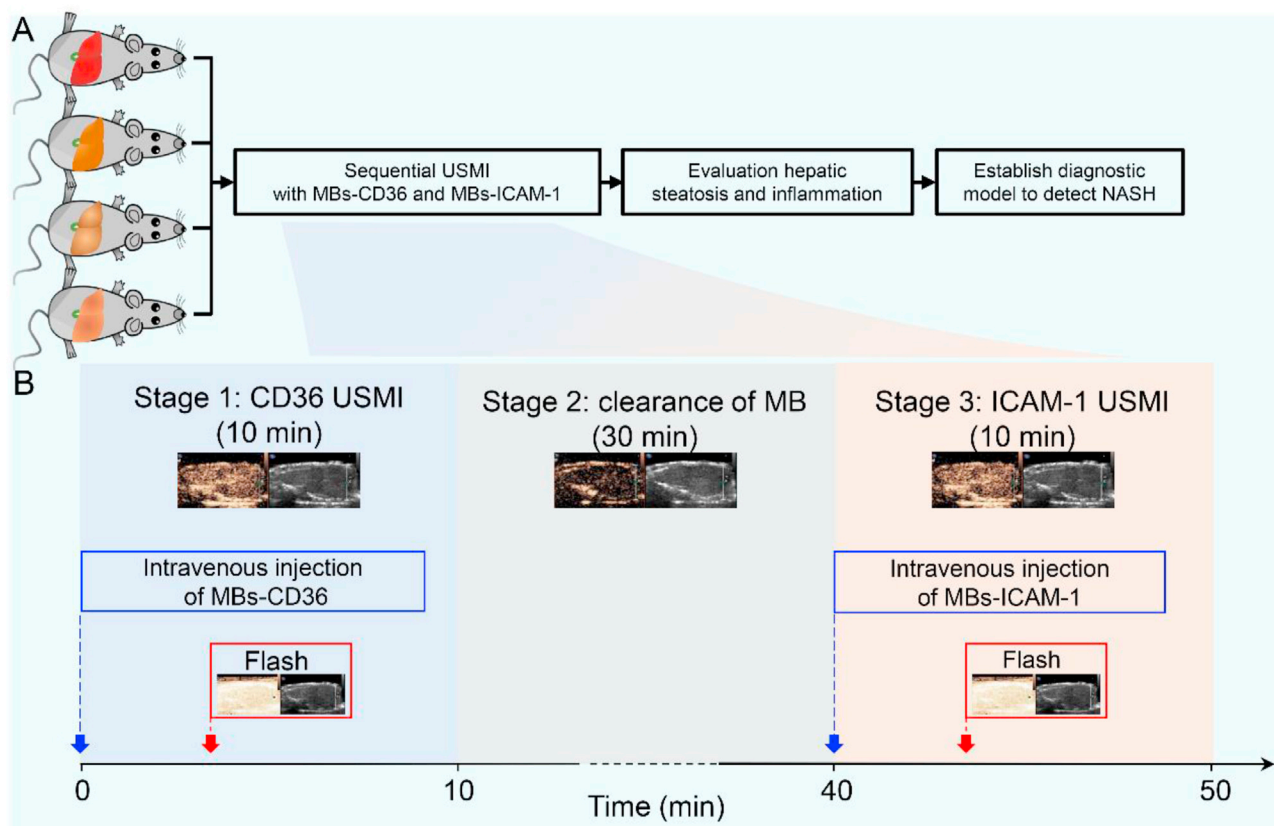 A
Sequential USMI
with MBs-CD36 and MBs-ICAM-1
Evaluation hepatic
steatosis and inflammation
Establish diagnostic
model to detect NASH
B
Stage 1: CD36 USMI
(10 min)
Stage 2: clearance of MB
(30 min)
Stage 3: ICAM-1 USMI
(10 min)
Intravenous injection
of MBs-CD36
Intravenous injection
of MBs-ICAM-1
Flash
Flash
0
10
40
50
Time (min)